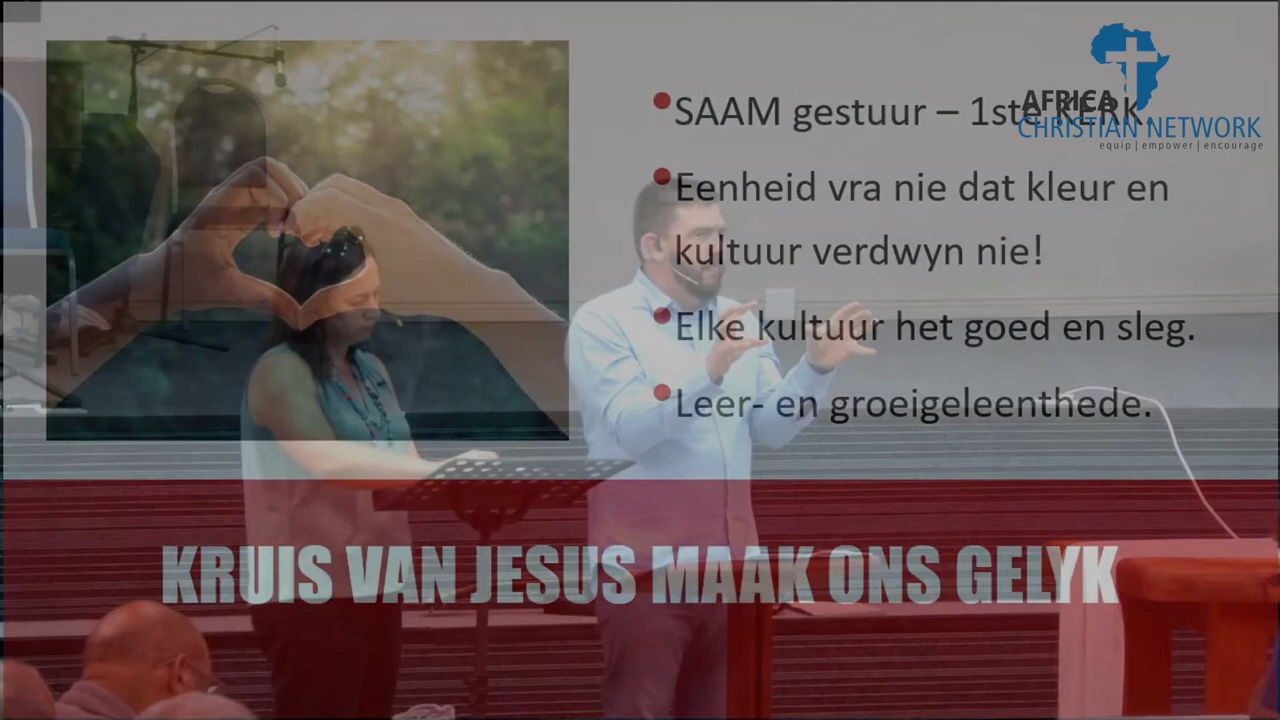 SAAM gestuur – 1ste KERK.
Eenheid vra nie dat kleur en
kultuur verdwyn nie!
Elke kultuur het goed en sleg.
Leer- en groeigeleenthede.
KRUIS VAN JESUS MAAK ONS GELYK
AFRICA
CHRISTIAN NETWORK
equip | empower | encourage